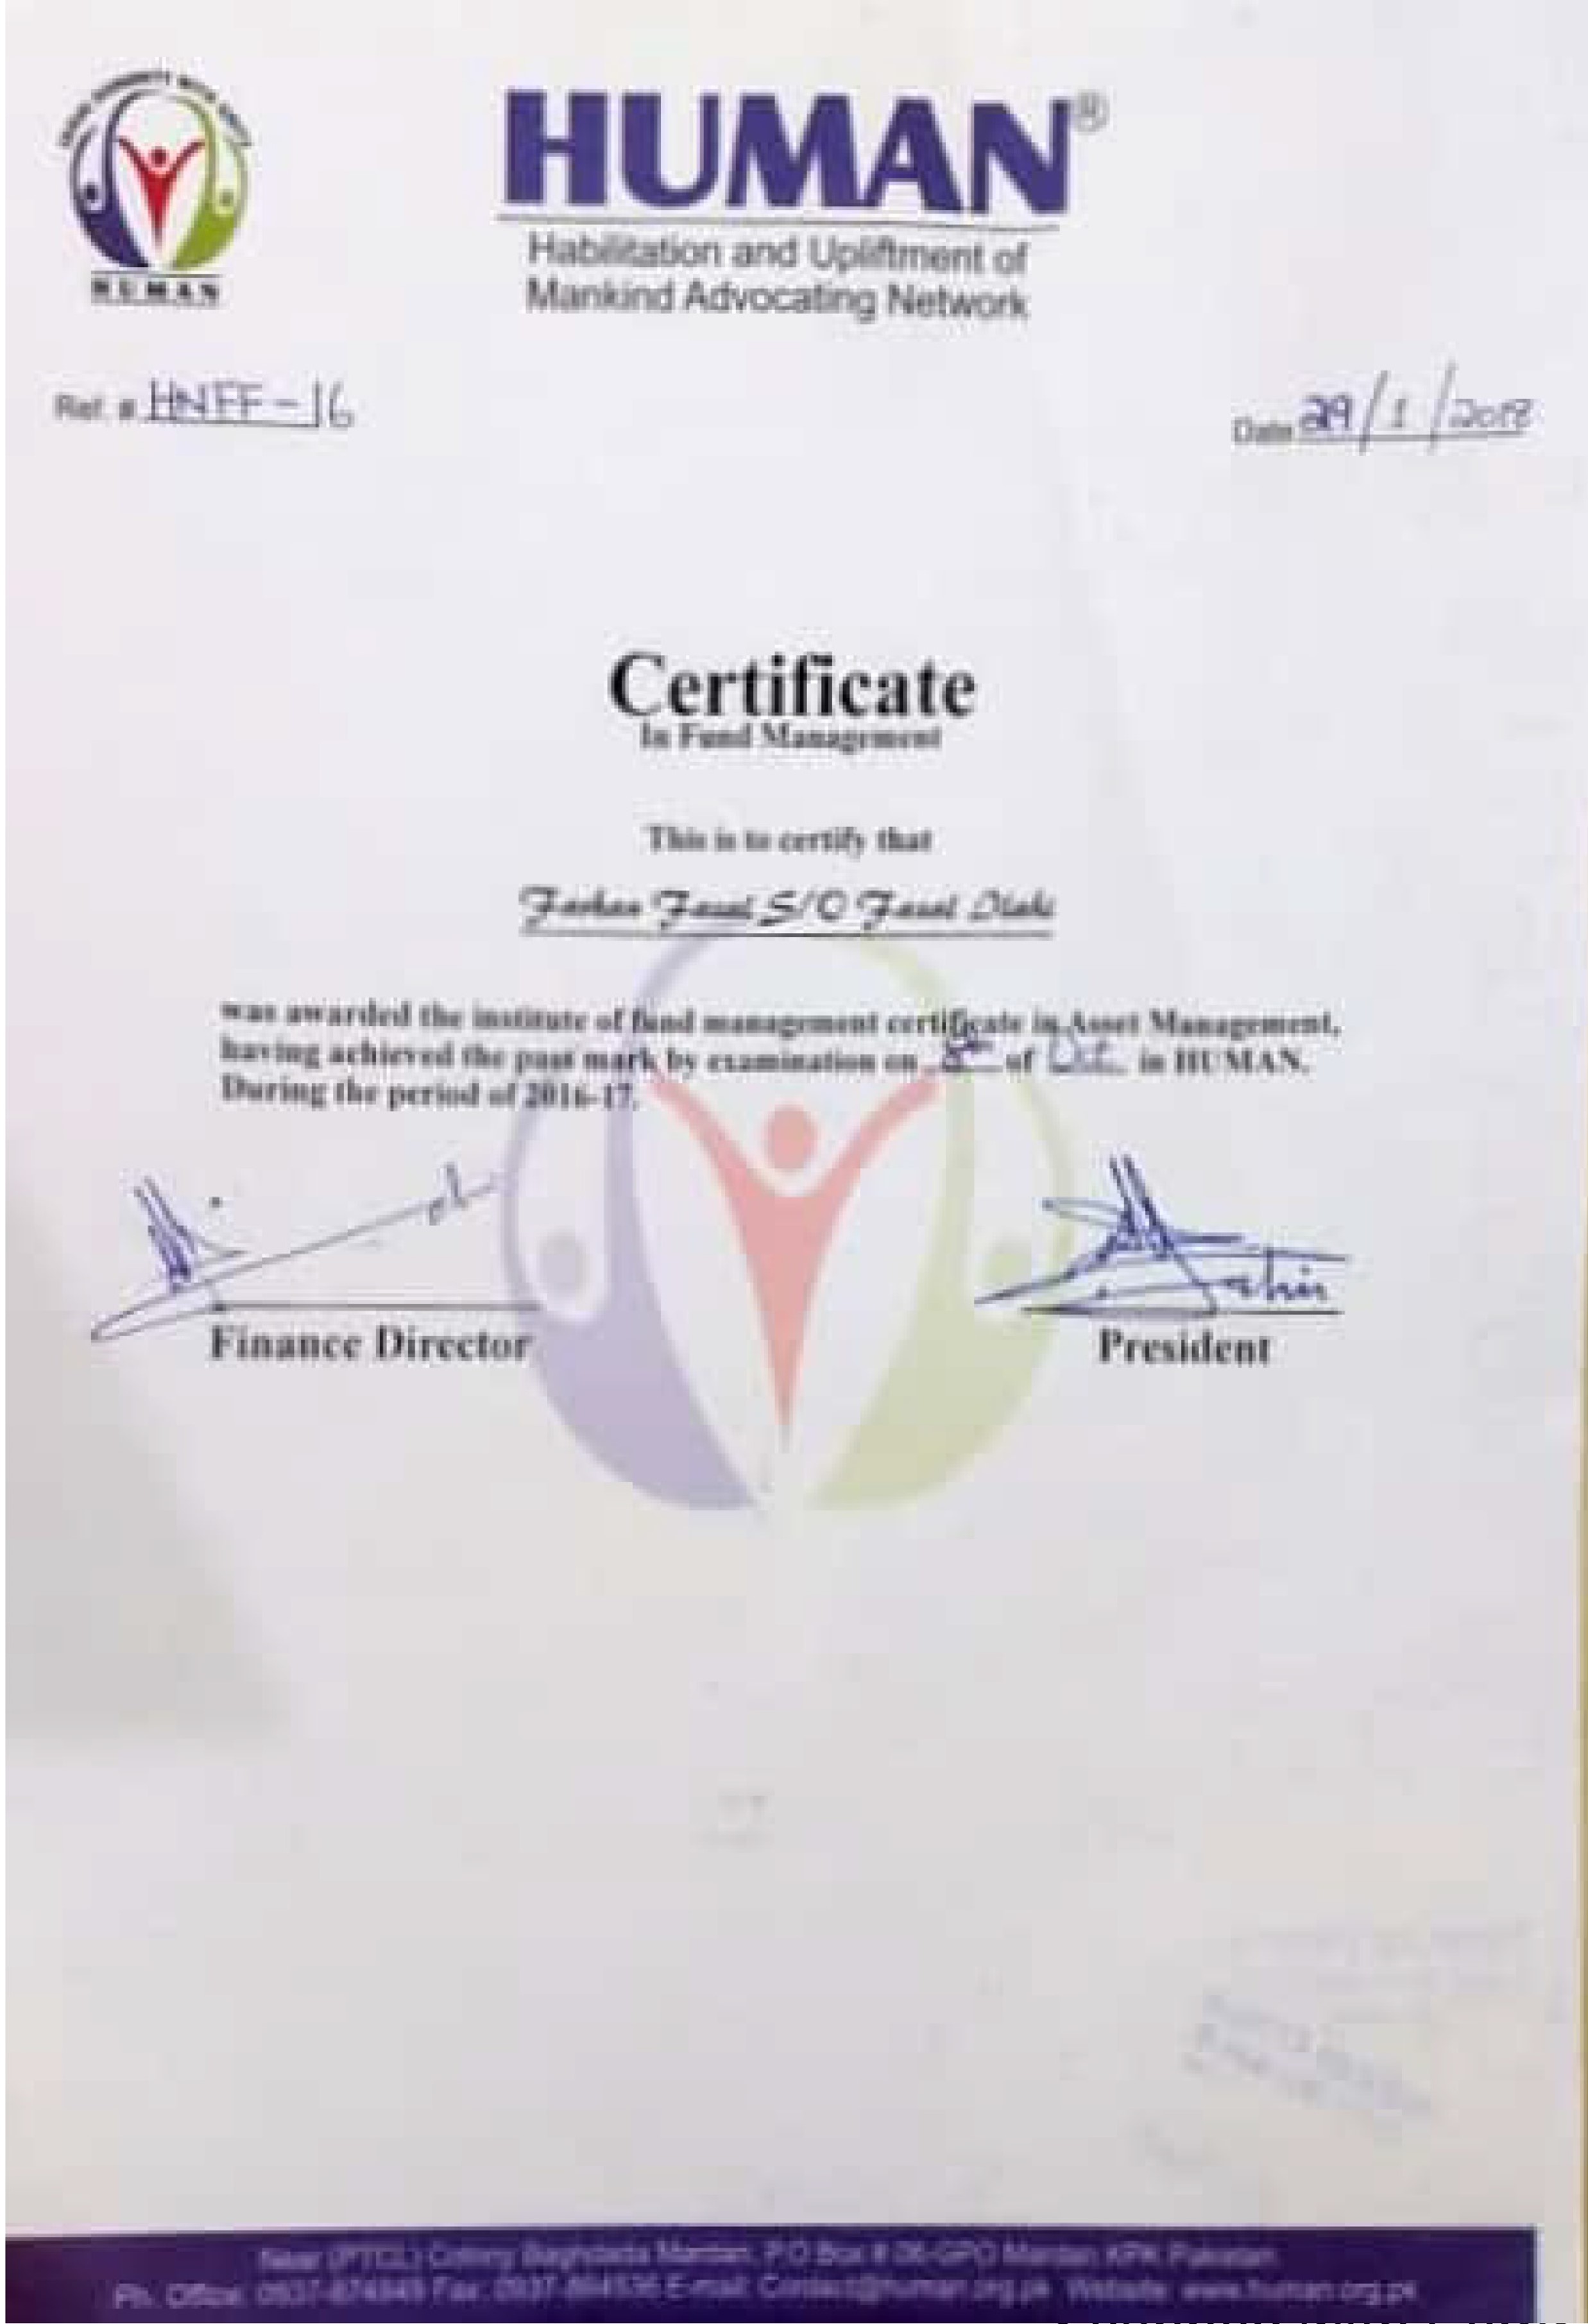 HUMAN®
Habilitation and Upliftment of
Mankind Advocating Network
HUMAN
Ref. # HNFF-16
Date 29/1/2018
Certificate
In Fund Management
This is to certify that
Farhan Fazal S/O Fazal Ilahi
was awarded the institute of fund management certificate in Asset Management,
having achieved the past mark by examination on 8th of Oct in HUMAN.
During the period of 2016-17.
Finance Director
President
Near (PTCL) Colony Baghdada Mardan, P.O Box # 06-GPO Mardan KPK Pakistan.
Ph. Office: Fax: E-mail: Contact@human.org.pk Website: www.human.org.pk